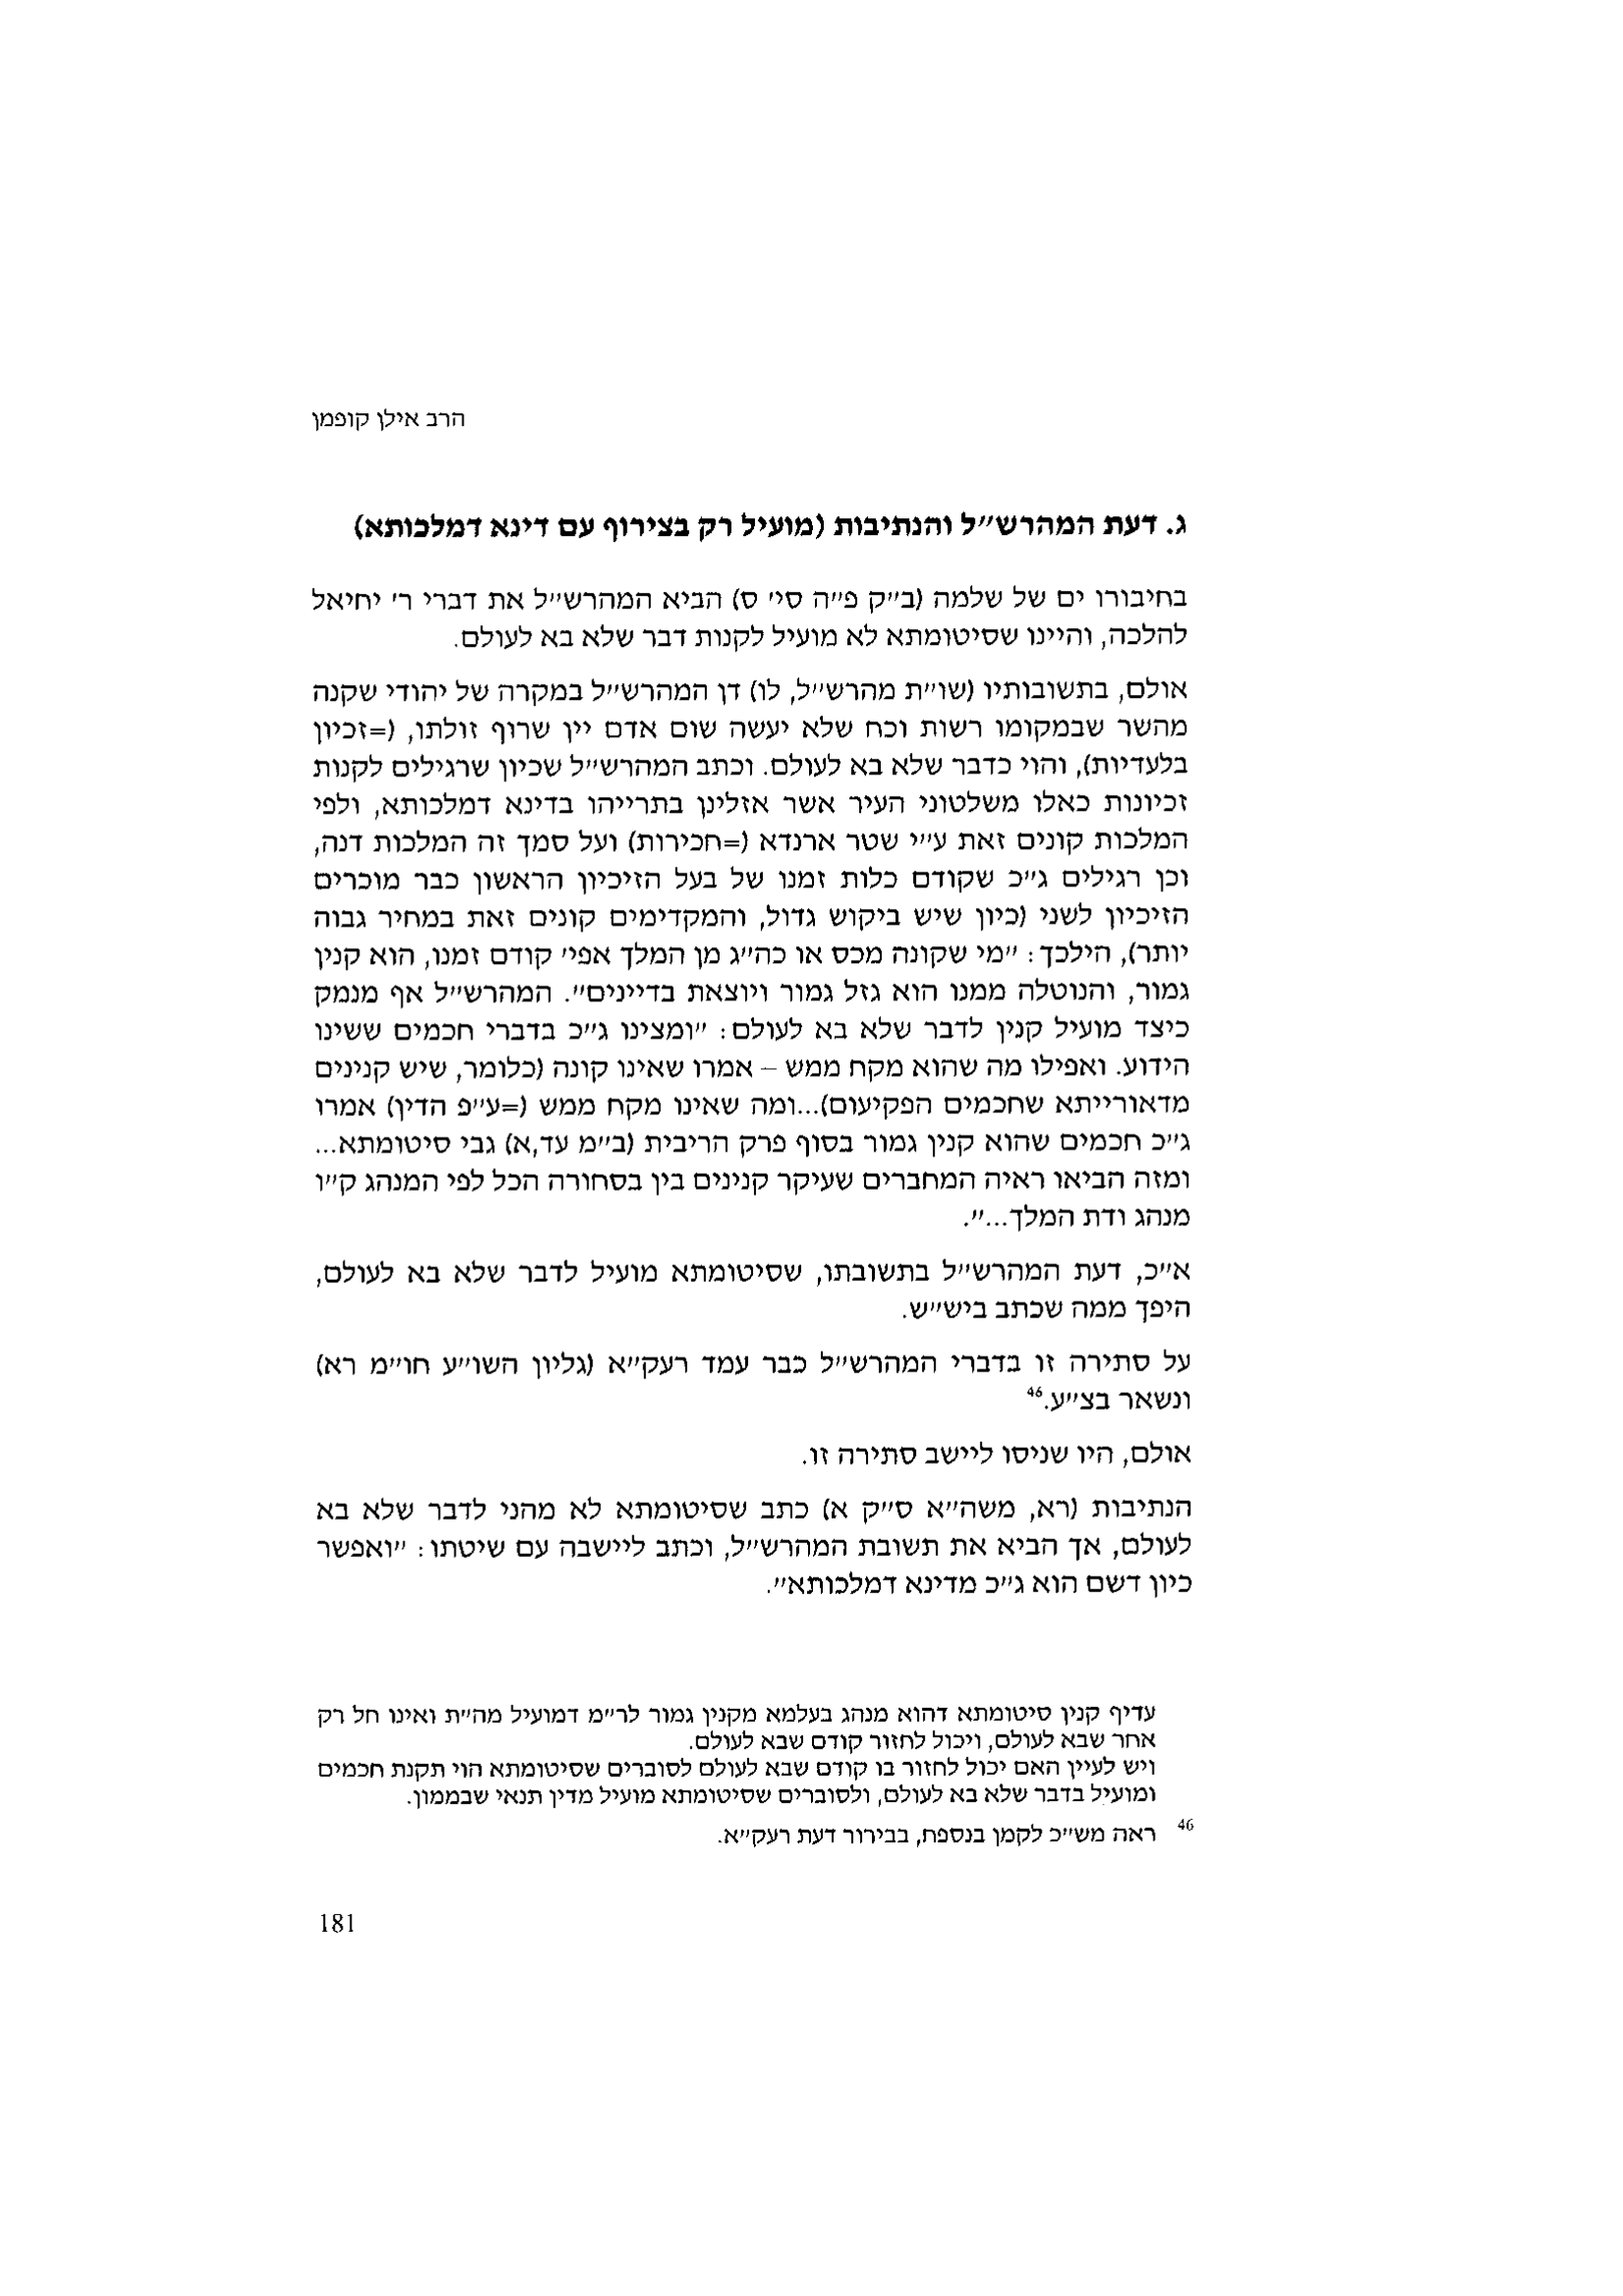 הרב אילן קופמן
ג. דעת המהרש״ל והנתיבות (מועיל רק בצירוף עם דינא דמלכותא)
בחיבורו ים של שלמה (ב״ק פ״ה סי׳ ס) הביא המהרש״ל את דברי ר׳ יחיאל
להלכה, והיינו שסיטומתא לא מועיל לקנות דבר שלא בא לעולם.
אולם, בתשובותיו (שו״ת מהרש״ל, לו) דן המהרש״ל במקרה של יהודי שקנה
מהשר שבמקומו רשות וכח שלא יעשה שום אדם יין שרוף זולתו, (=זכיון
בלעדיות), והוי כדבר שלא בא לעולם. וכתב המהרש״ל שכיון שרגילים לקנות
זכיונות כאלו משלטוני העיר אשר אזלינן בתרייהו בדינא דמלכותא, ולפי
המלכות קונים זאת ע״י שטר ארנדא (=חכירות) ועל סמך זה המלכות דנה,
וכן רגילים ג״כ שקודם כלות זמנו של בעל הזיכיון הראשון כבר מוכרים
הזיכיון לשני (כיון שיש ביקוש גדול, והמקדימים קונים זאת במחיר גבוה
יותר), הילכך: ״מי שקונה מכס או כה״ג מן המלך אפי׳ קודם זמנו, הוא קנין
גמור, והנוטלה ממנו הוא גזל גמור ויוצאת בדיינים״. המהרש״ל אף מנמק
כיצד מועיל קנין לדבר שלא בא לעולם: ״ומצינו ג״כ בדברי חכמים ששינו
הידוע. ואפילו מה שהוא מקח ממש – אמרו שאינו קונה (כלומר, שיש קנינים
מדאורייתא שחכמים הפקיעום)...ומה שאינו מקח ממש (=ע״פ הדין) אמרו
ג״כ חכמים שהוא קנין גמור בסוף פרק הריבית (ב״מ עד,א) גבי סיטומתא...
ומזה הביאו ראיה המחברים שעיקר קנינים בין בסחורה הכל לפי המנהג ק״ו
מנהג ודת המלך...״.
א״כ, דעת המהרש״ל בתשובתו, שסיטומתא מועיל לדבר שלא בא לעולם,
היפך ממה שכתב ביש״ש.
על סתירה זו בדברי המהרש״ל כבר עמד רעק״א (גליון השו״ע חו״מ רא)
ונשאר בצ״ע.46
אולם, היו שניסו ליישב סתירה זו.
הנתיבות (רא, משה״א ס״ק א) כתב שסיטומתא לא מהני לדבר שלא בא
לעולם, אך הביא את תשובת המהרש״ל, וכתב ליישבה עם שיטתו: ״ואפשר
כיון דשם הוא ג״כ מדינא דמלכותא״.
עדיף קנין סיטומתא דהוא מנהג בעלמא מקנין גמור לר״מ דמועיל מה״ת ואינו חל רק
אחר שבא לעולם, ויכול לחזור קודם שבא לעולם.
ויש לעיין האם יכול לחזור בו קודם שבא לעולם לסוברים שסיטומתא הוי תקנת חכמים
ומועיל בדבר שלא בא לעולם, ולסוברים שסיטומתא מועיל מדין תנאי שבממון.
46 ראה מש״כ לקמן בנספח, בבירור דעת רעק״א.
181